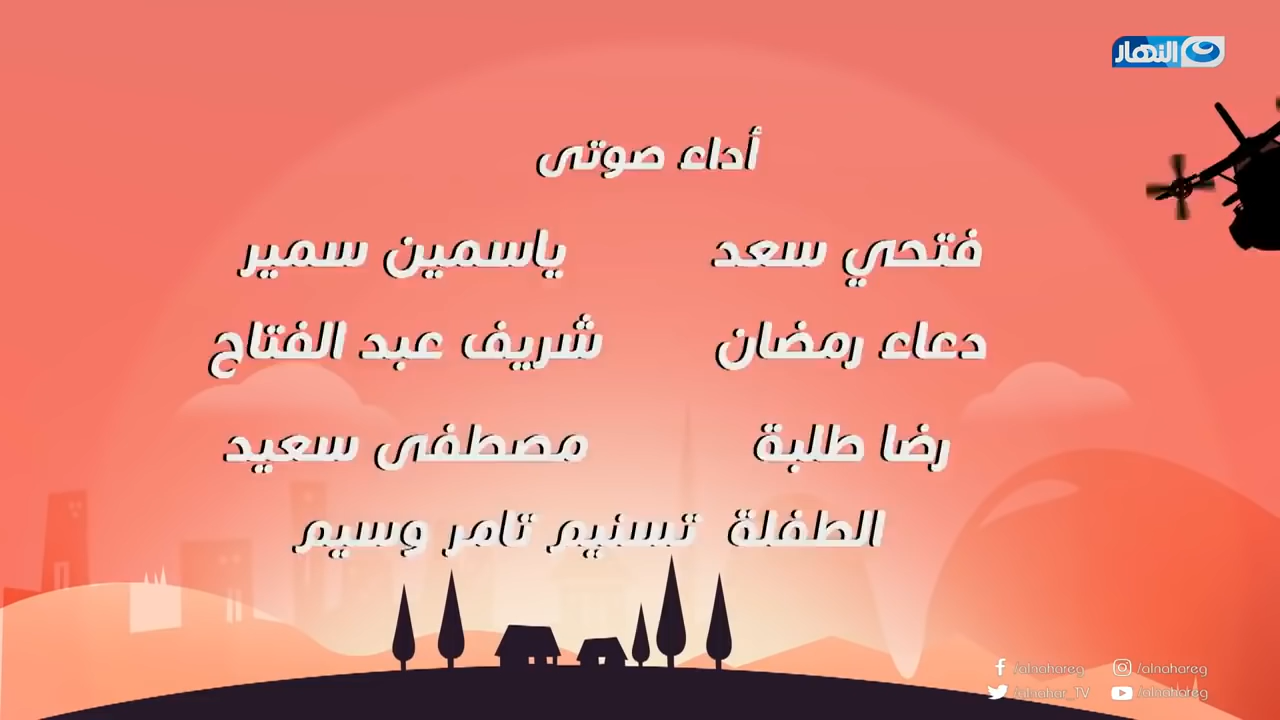 النهار
أداء صوتى
فتحي سعد ياسمين سمير
دعاء رمضان شريف عبد الفتاح
رضا طلبة مصطفى سعيد
الطفلة تسنيم تامر وسيم
/alnahareg /alnahareg
/alnahar_TV /alnahareg